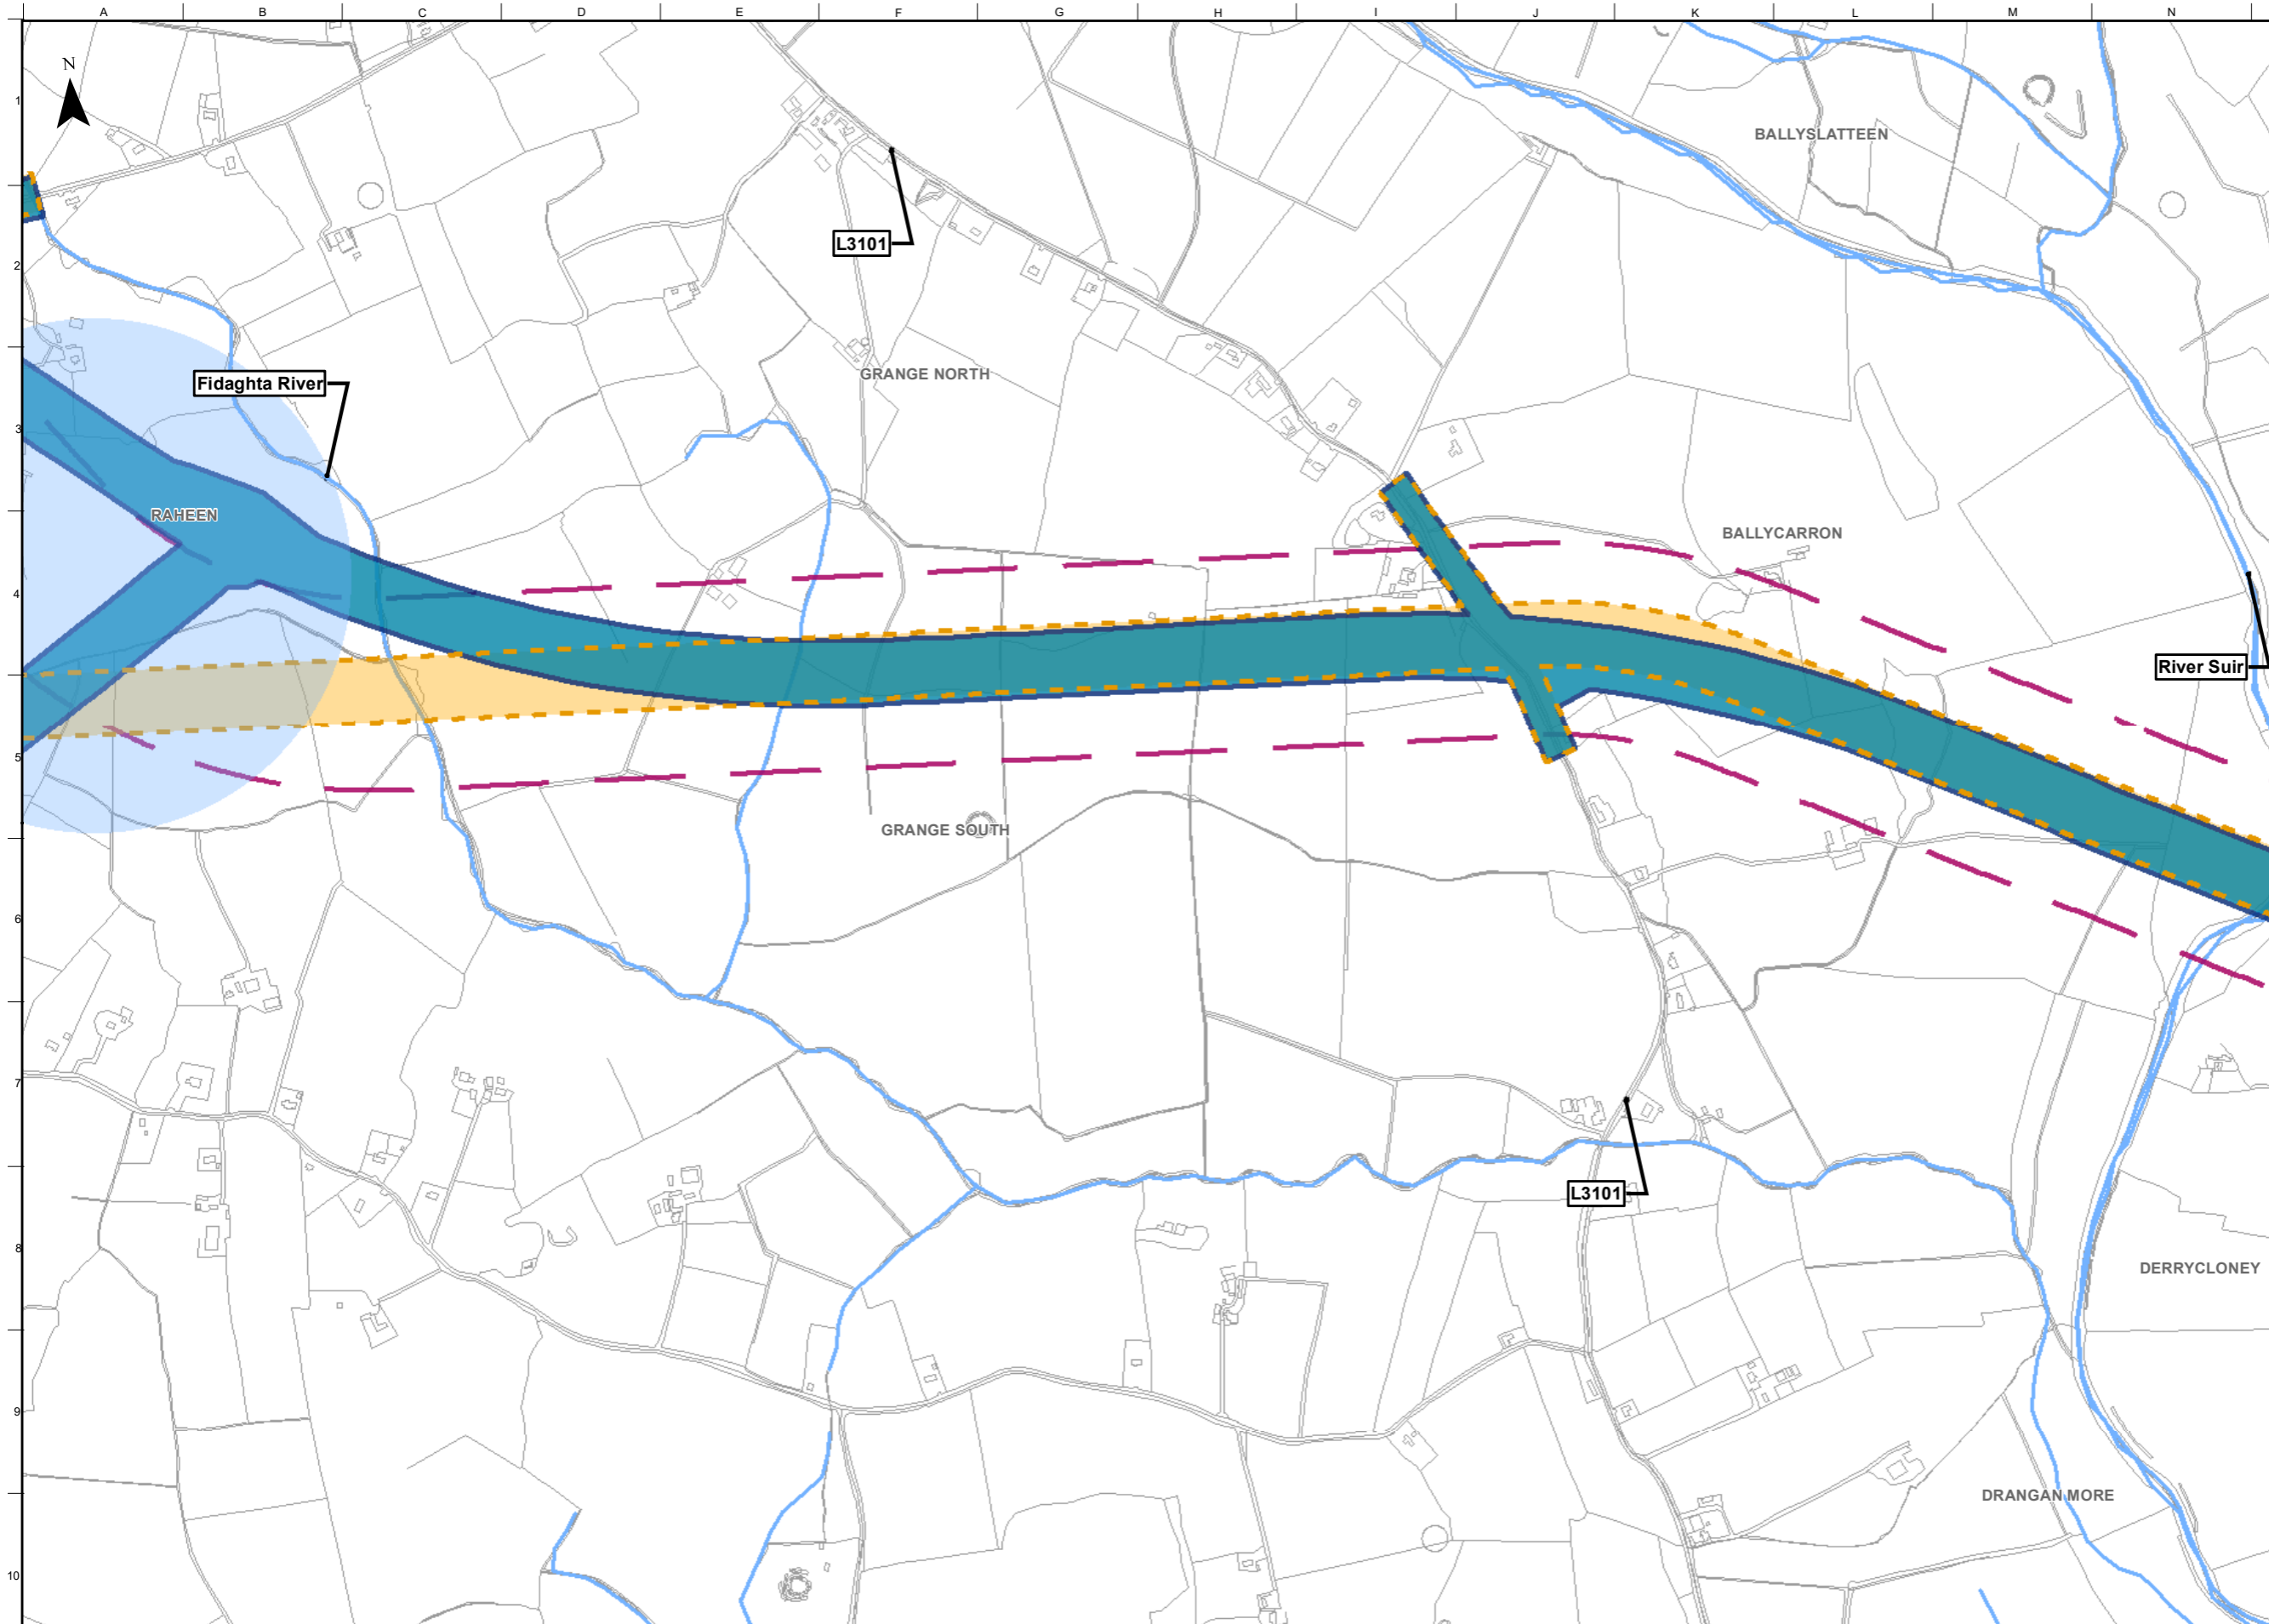 A B C D E F G H I J K L M N
N
1
BALLYSLATTEEN
L3101
2
GRANGE NORTH
Fidaghta River
3
RAHEEN
BALLYCARRON
4
River Suir
5
GRANGE SOUTH
6
7
L3101
8
DERRYCLONEY
9
DRANGAN MORE
10